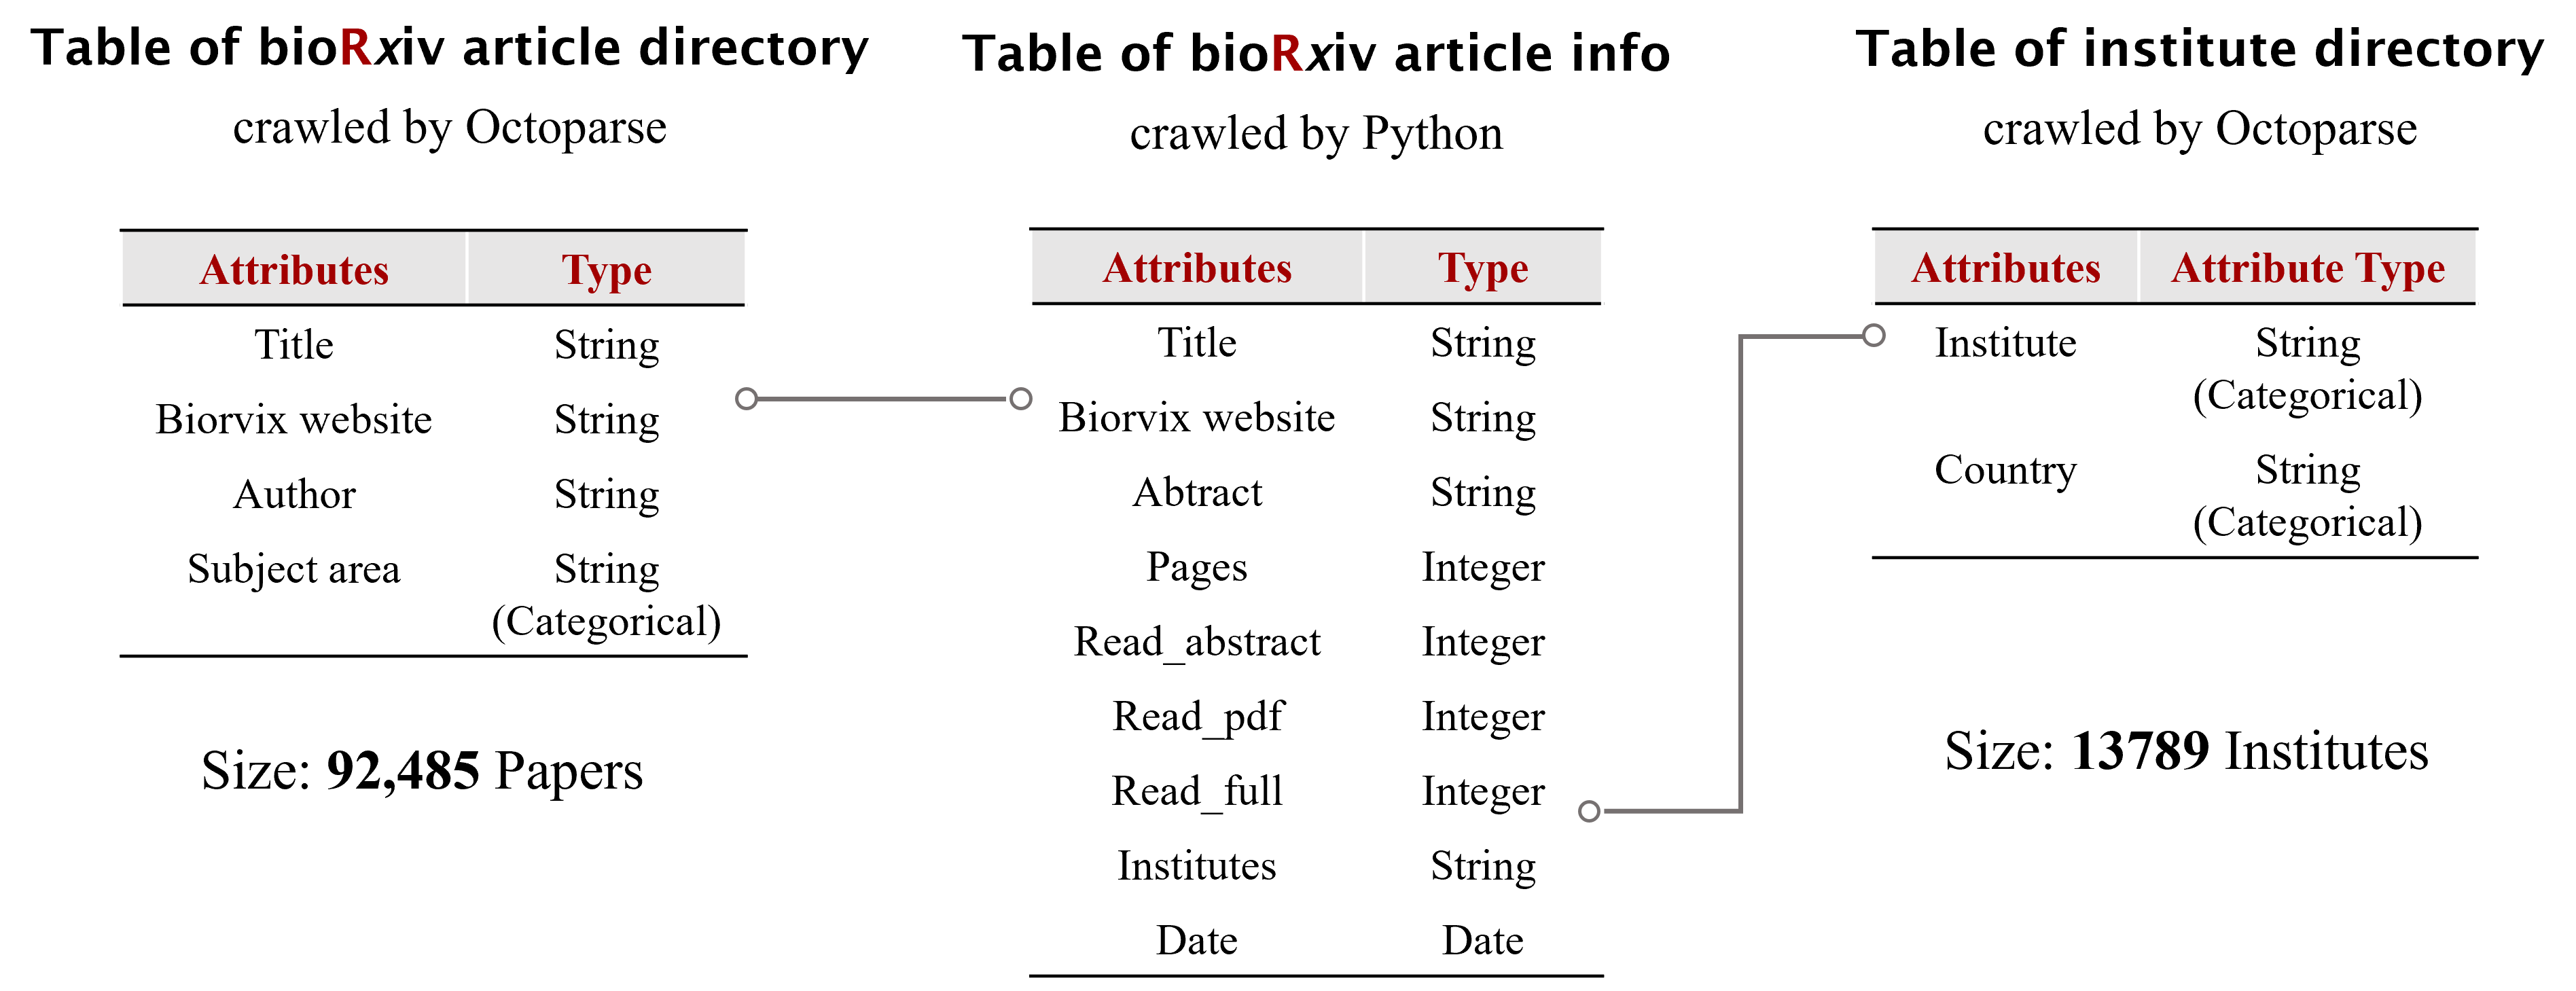 Table of bioRxiv article directory
crawled by Octoparse
Attributes Type
Title String
Biorvix website String
Author String
Subject area String
(Categorical)
Size: 92,485 Papers
Table of bioRxiv article info
crawled by Python
Attributes Type
Title String
Biorvix website String
Abtract String
Pages Integer
Read_abstract Integer
Read_pdf Integer
Read_full Integer
Institutes String
Date Date
Table of institute directory
crawled by Octoparse
Attributes Attribute Type
Institute String
(Categorical)
Country String
(Categorical)
Size: 13789 Institutes